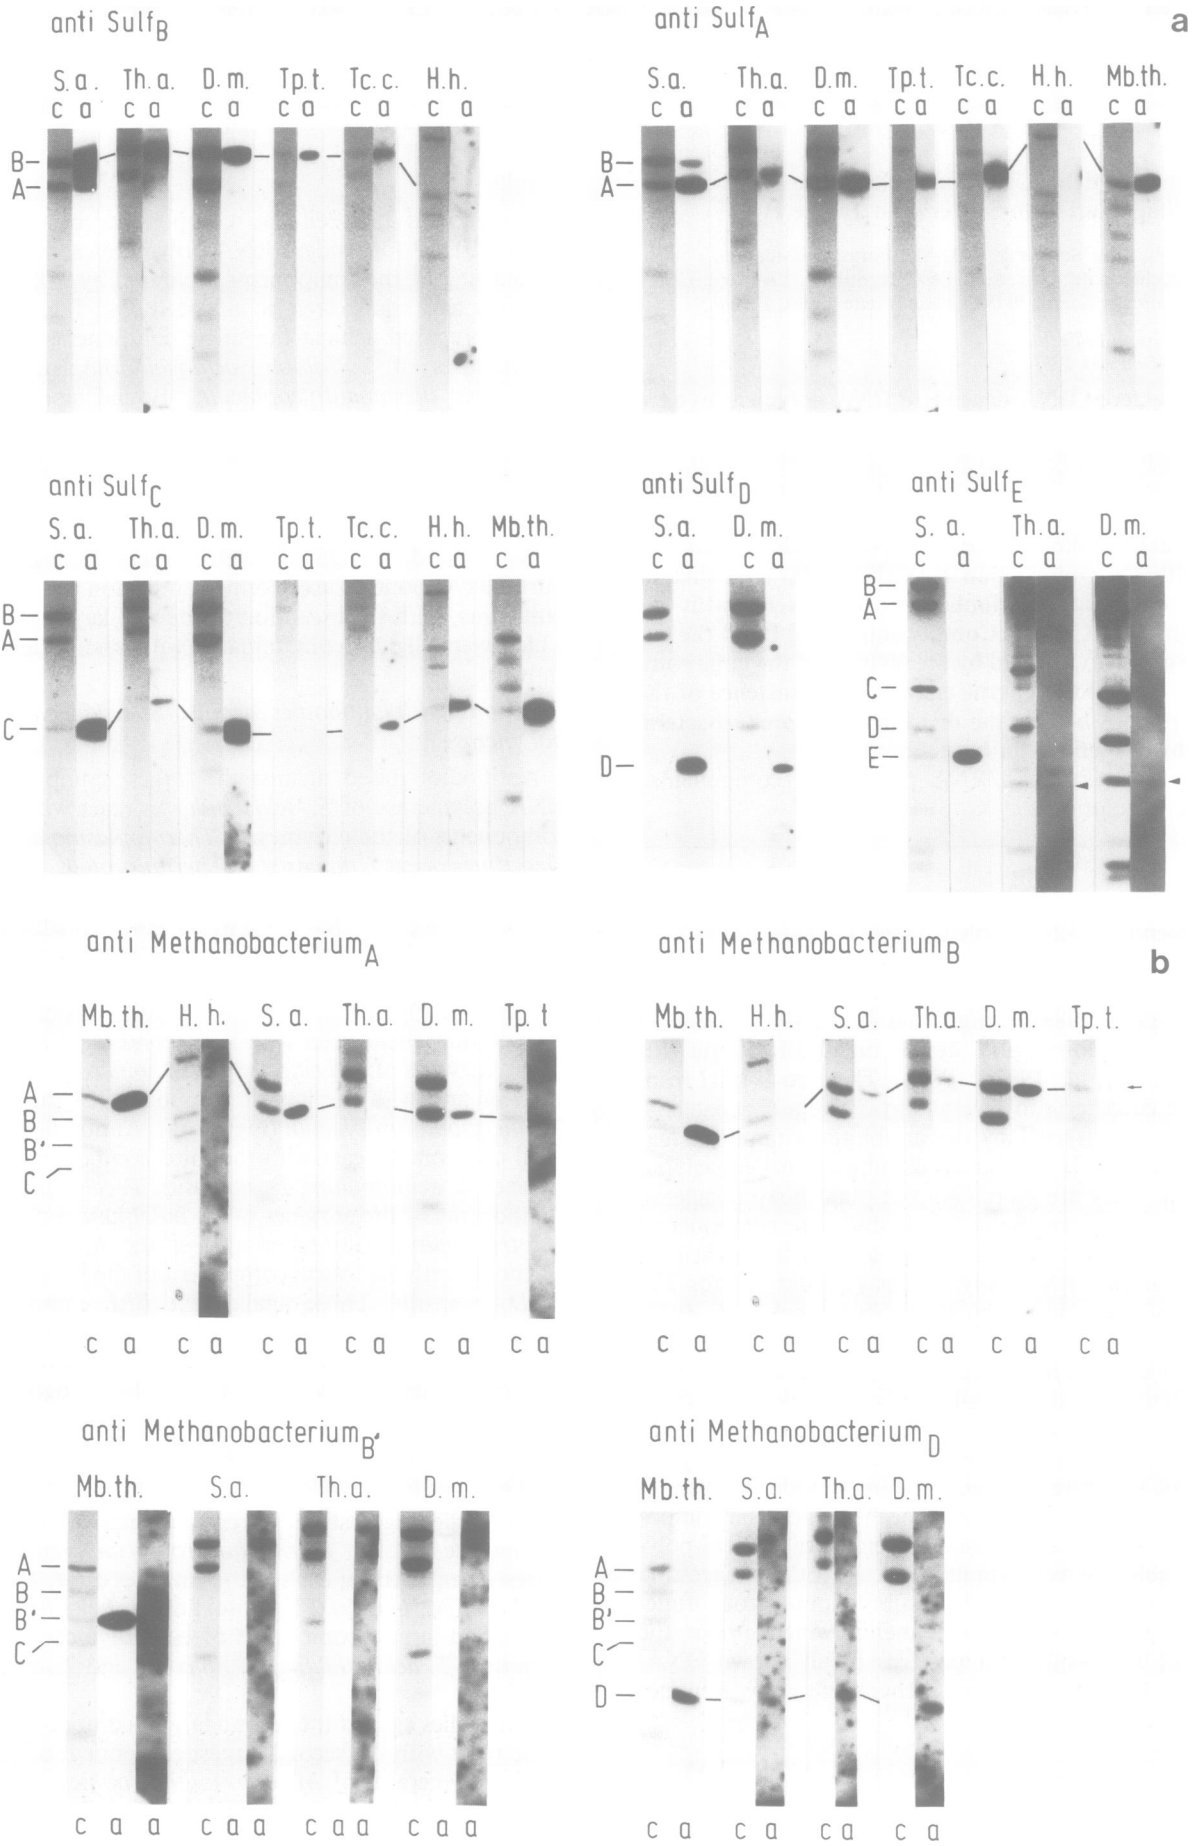 anti Sulf_B
S.a. Th.a. D.m. Tp.t. Tc.c. H.h.
c a c a c a c a c a c a
B
A
anti Sulf_A
a
S.a. Th.a. D.m. Tp.t. Tc.c. H.h. Mb.th.
c a c a c a c a c a c a c a
B
A
anti Sulf_C
S.a. Th.a. D.m. Tp.t. Tc.c. H.h. Mb.th.
c a c a c a c a c a c a c a
B
A
C
anti Sulf_D
S.a. D.m.
c a c a
D
anti Sulf_E
S. a. Th.a. D.m.
c a c a c a
B
A
C
D
E
anti Methanobacterium_A
Mb.th. H.h. S.a. Th.a. D.m. Tp.t
A
B
B'
C
c a c a c a c a c a c a
anti Methanobacterium_B
b
Mb.th. H.h. S.a. Th.a. D.m. Tp.t.
c a c a c a c a c a c a
anti Methanobacterium_B'
Mb.th. S.a. Th.a. D.m.
A
B
B'
C
c a a c a a c a a c a a
anti Methanobacterium_D
Mb.th. S.a. Th.a. D.m.
A
B
B'
C
D
c a c a c a c a